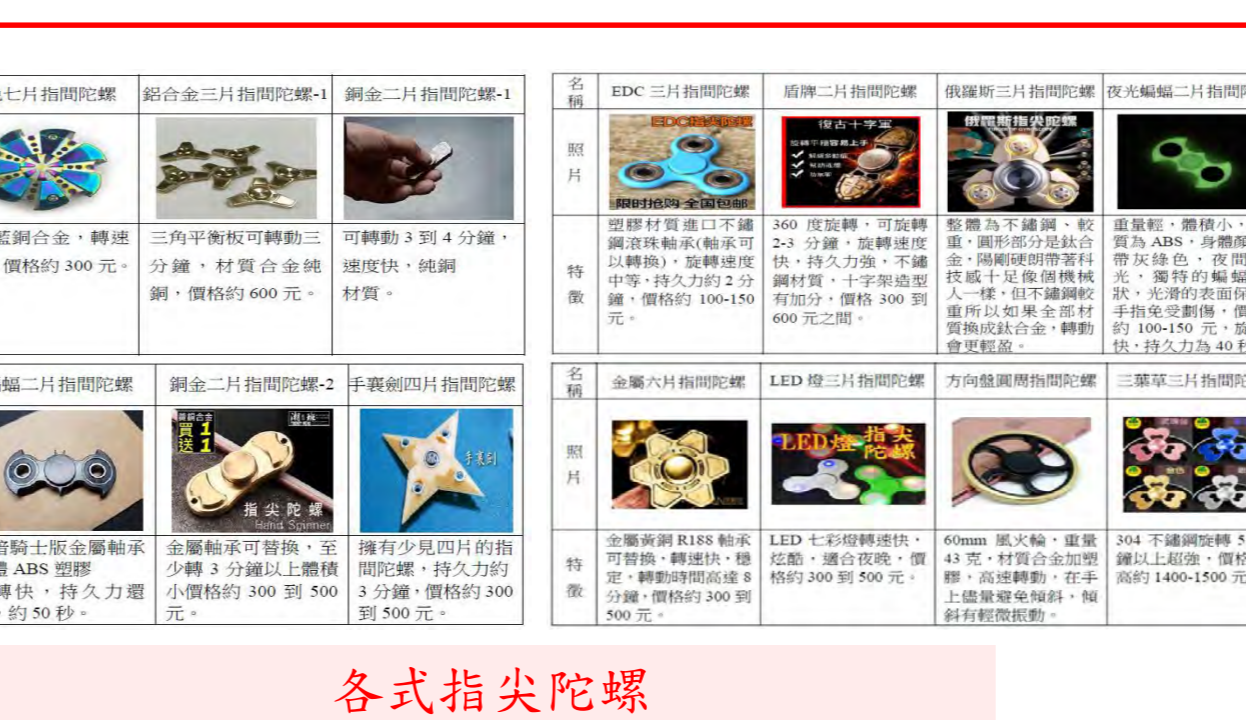 七片指間陀螺
鋁合金三片指間陀螺-1
銅金二片指間陀螺-1
藍銅合金，轉速
價格約 300 元。
三角平衡板可轉動三
分鐘，材質合金純
銅，價格約 600 元。
可轉動 3 到 4 分鐘，
速度快，純銅
材質。
蝠二片指間陀螺
銅金二片指間陀螺-2
手裏劍四片指間陀螺
買 1
送 1
指尖陀螺
Hand Spinner
手裏剑
騎士版金屬軸承
ABS 塑膠
轉快，持久力還
約 50 秒。
金屬軸承可替換，至
少轉 3 分鐘以上體積
小價格約 300 到 500
元。
擁有少見四片的指
間陀螺，持久力約
3 分鐘，價格約 300
到 500 元。
名稱
EDC 三片指間陀螺
盾牌二片指間陀螺
俄羅斯三片指間陀螺
夜光蝙蝠二片指間
照片
EDC指尖陀螺
限时抢购 全国包邮
復古十字軍
俄羅斯指尖陀螺
特徵
塑膠材質進口不鏽
鋼滾珠軸承(軸承可
以轉換)，旋轉速度
中等，持久力約 2 分
鐘，價格約 100-150
元。
360 度旋轉，可旋轉
2-3 分鐘，旋轉速度
快，持久力強，不鏽
鋼材質，十字架造型
有加分，價格 300 到
600 元之間。
整體為不鏽鋼、較
重，圓形部分是鈦合
金，陽剛硬朗帶著科
技感十足像個機械
人一樣，但不鏽鋼較
重所以如果全部材
質換成鈦合金，轉動
會更輕盈。
重量輕，體積小，
質為 ABS，身體顏
帶灰綠色，夜間
光，獨特的蝙蝠
狀，光滑的表面保
手指免受劃傷，價
約 100-150 元，旋
快，持久力為 40 秒
名稱
金屬六片指間陀螺
LED 燈三片指間陀螺
方向盤圓周指間陀螺
三葉草三片指間陀
照片
LED燈 指尖
陀螺
特徵
金屬黃銅 R188 軸承
可替換，轉速快，穩
定，轉動時間高達 8
分鐘，價格約 300 到
500 元。
LED 七彩燈轉速快，
炫酷，適合夜晚，價
格約 300 到 500 元。
60mm 風火輪，重量
43 克，材質合金加塑
膠，高速轉動，在手
上儘量避免傾斜，傾
斜有輕微振動。
304 不鏽鋼旋轉 5
鐘以上超強，價格
高約 1400-1500 元
各式指尖陀螺